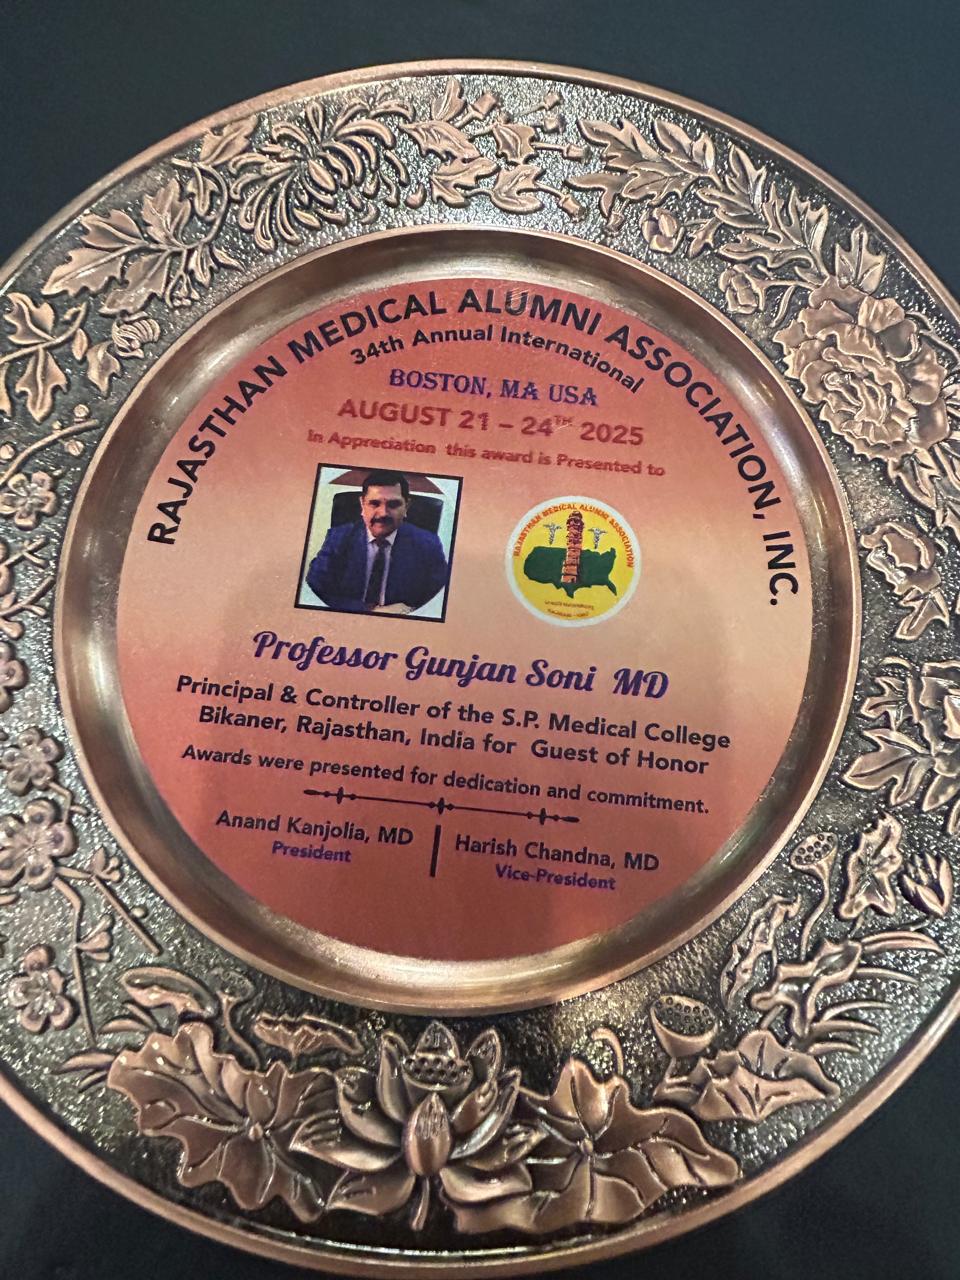 RAJASTHAN MEDICAL ALUMNI ASSOCIATION, INC.
34th Annual International
BOSTON, MA USA
AUGUST 21 – 24TH 2025
In Appreciation this award is Presented to
RAJASTHAN MEDICAL ALUMNI ASSOCIATION
Professor Gunjan Soni MD
Principal & Controller of the S.P. Medical College
Bikaner, Rajasthan, India for Guest of Honor
Awards were presented for dedication and commitment.
Anand Kanjolia, MD
President
Harish Chandna, MD
Vice-President